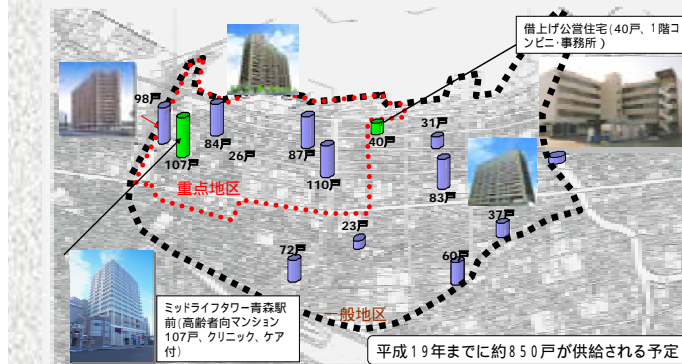 借上げ公営住宅(40戸、1階コ
ンビニ・事務所)
98戸
84戸
26戸
107戸
87戸
110戸
40戸
31戸
83戸
重点地区
37戸
23戸
72戸
60戸
一般地区
ミッドライフタワー青森駅
前(高齢者向マンション
107戸、クリニック、ケア
付)
平成19年までに約850戸が供給される予定